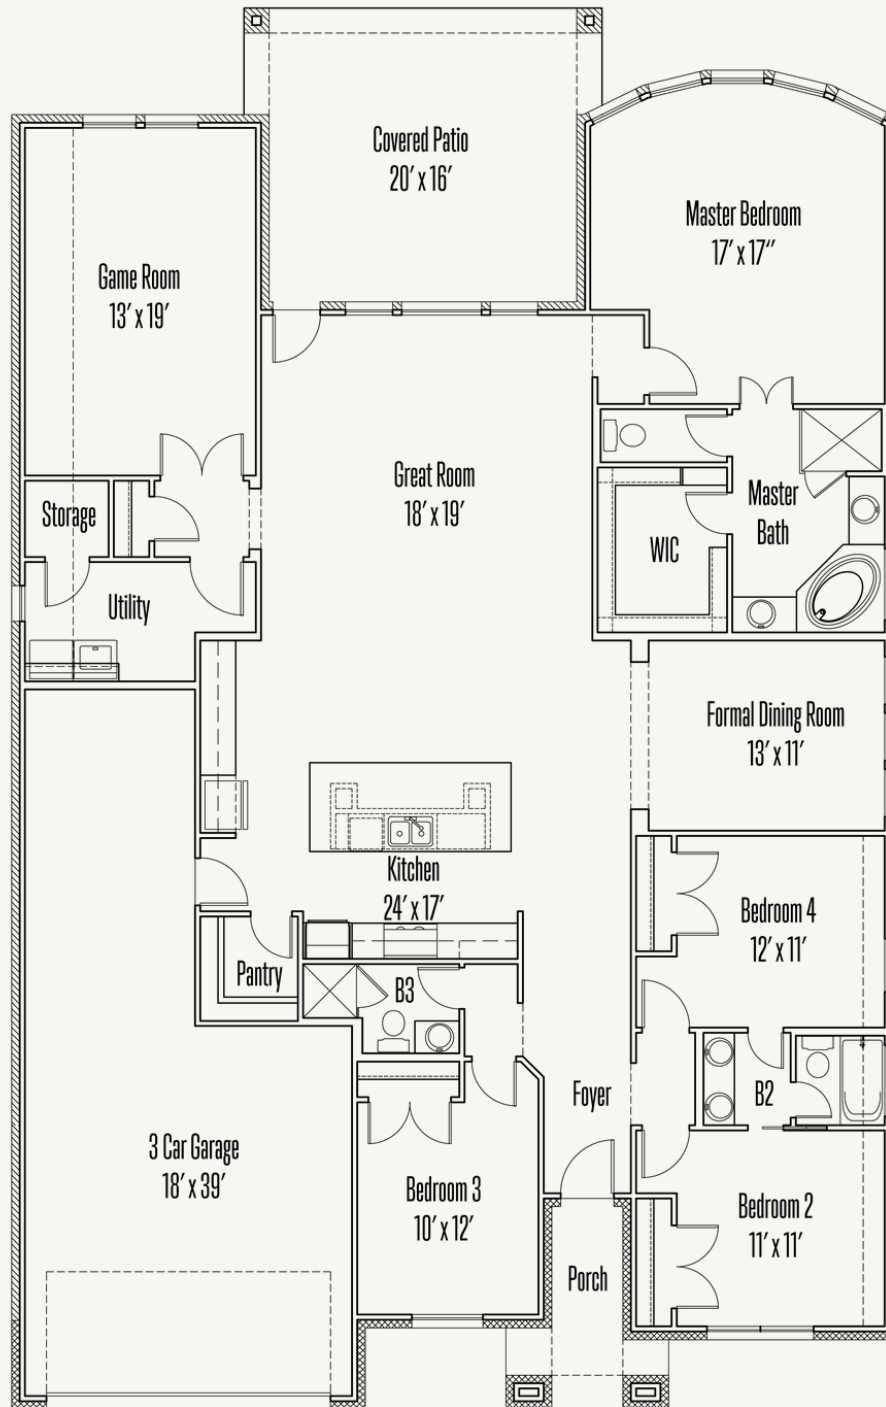 Covered Patio
20′ x 16′
Master Bedroom
17′ x 17″
Game Room
13′ x 19′
Great Room
18′ x 19′
Storage
Master
Bath
WIC
Utility
Formal Dining Room
13′ x 11′
Kitchen
24′ x 17′
Bedroom 4
12′ x 11′
Pantry
B3
Foyer
B2
3 Car Garage
18′ x 39′
Bedroom 3
10′ x 12′
Bedroom 2
11′ x 11′
Porch